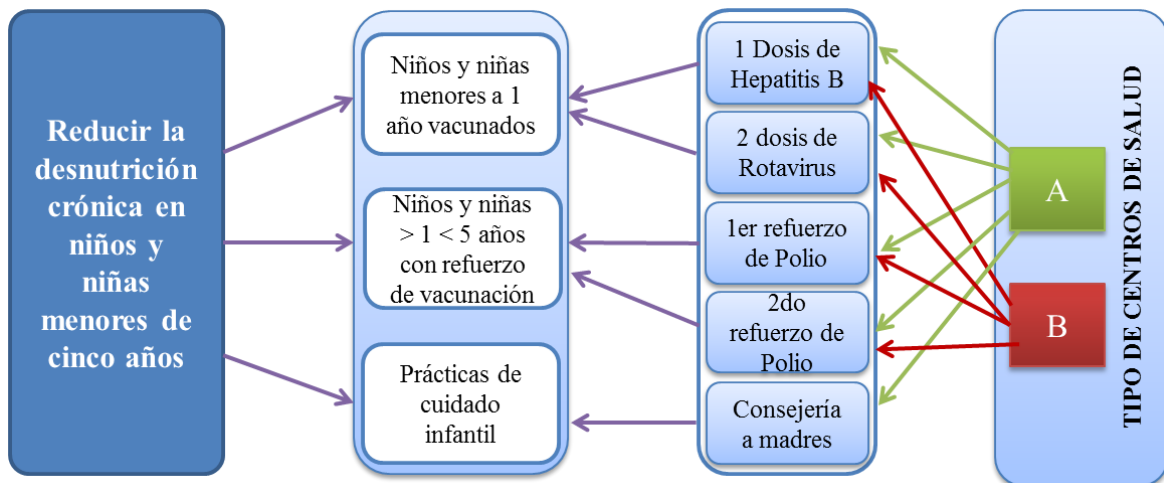 Reducir la
desnutrición
crónica en
niños y
niñas
menores de
cinco años
Niños y niñas
menores a 1
año vacunados
Niños y niñas
> 1 < 5 años
con refuerzo
de vacunación
Prácticas de
cuidado
infantil
1 Dosis de
Hepatitis B
2 dosis de
Rotavirus
1er refuerzo
de Polio
2do
refuerzo de
Polio
Consejería
a madres
A
B
TIPO DE CENTROS DE SALUD